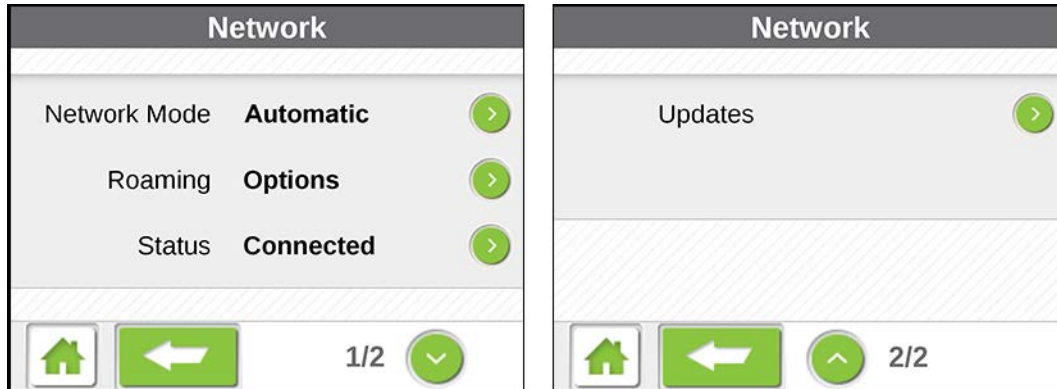 Network
Network Mode Automatic
Roaming Options
Status Connected
1/2
Network
Updates
2/2